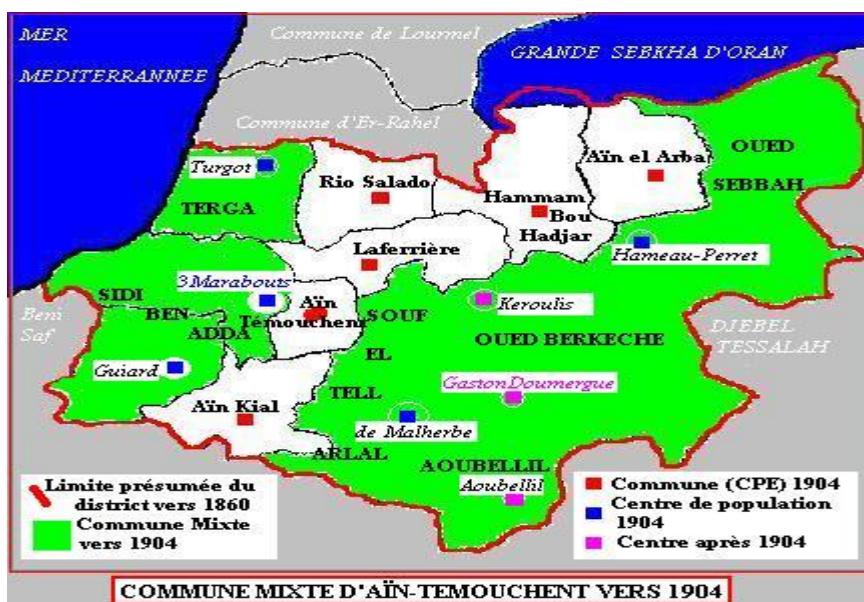 MER
MEDITERRANNEE
Commune de Lourmel
GRANDE SEBKHA D'ORAN
Commune d'Er-Rahel
Turgot
TERGA
Rio Salado
Hammam
Bou
Hadjar
Aïn el Arba
OUED
SEBBAH
Laferrière
Hameau-Perret
3 Marabouts
SIDI
BEN
ADDA
Aïn
Témouchent
SOUF
EL
TELL
Keroulis
OUED BERKECHE
Beni
Saf
DJEBEL
TESSALAH
Guiard
Gaston Doumergue
Aïn Kial
de Malherbe
ARLAL
AOUBELLIL
Aoubellil
Limite présumée du
district vers 1860
Commune Mixte
vers 1904
Commune (CPE) 1904
Centre de population
1904
Centre après 1904
COMMUNE MIXTE D'AÏN-TEMOUCHENT VERS 1904